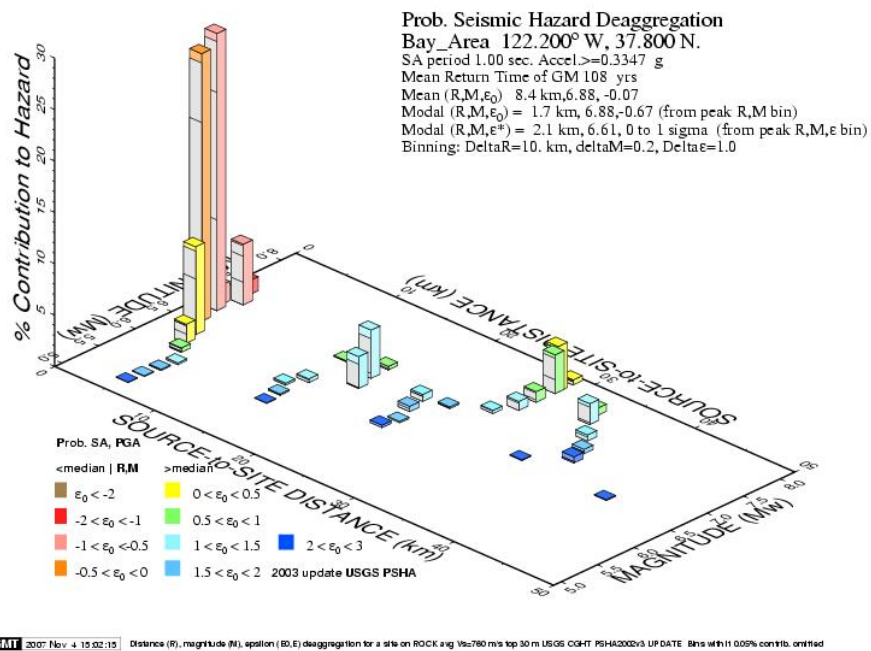 Prob. Seismic Hazard Deaggregation
Bay_Area 122.200° W, 37.800 N.
SA period 1.00 sec. Accel.>=0.3347 g
Mean Return Time of GM 108 yrs
Mean (R,M,ε0) 8.4 km,6.88, -0.07
Modal (R,M,ε0) = 1.7 km, 6.88,-0.67 (from peak R,M bin)
Modal (R,M,ε*) = 2.1 km, 6.61, 0 to 1 sigma (from peak R,M,ε bin)
Binning: DeltaR=10. km, deltaM=0.2, Deltaε=1.0
% Contribution to Hazard
0 5 10 15 20 25 30
SOURCE-to-SITE DISTANCE (km)
10 20 30 40 50
MAGNITUDE (Mw)
5.0 5.5 6.0 6.5 7.0 7.5 8.0
SOURCE-to-SITE DISTANCE (km)
0 10 20 30 40 50
(Mw)
Prob. SA, PGA
<median | R,M >median
ε0 < -2 0 < ε0 < 0.5
-2 < ε0 < -1 0.5 < ε0 < 1
-1 < ε0 < -0.5 1 < ε0 < 1.5 2 < ε0 < 3
-0.5 < ε0 < 0 1.5 < ε0 < 2 2003 update USGS PSHA
GMT 2007 Nov 4 15:02:15 Distance (R), magnitude (M), epsilon (E0,E) deaggregation for a site on ROCK avg Vs=760 m/s top 30 m USGS CGHT PSHA2002v3 UPDATE Bins with lt 0.05% contrib. omitted